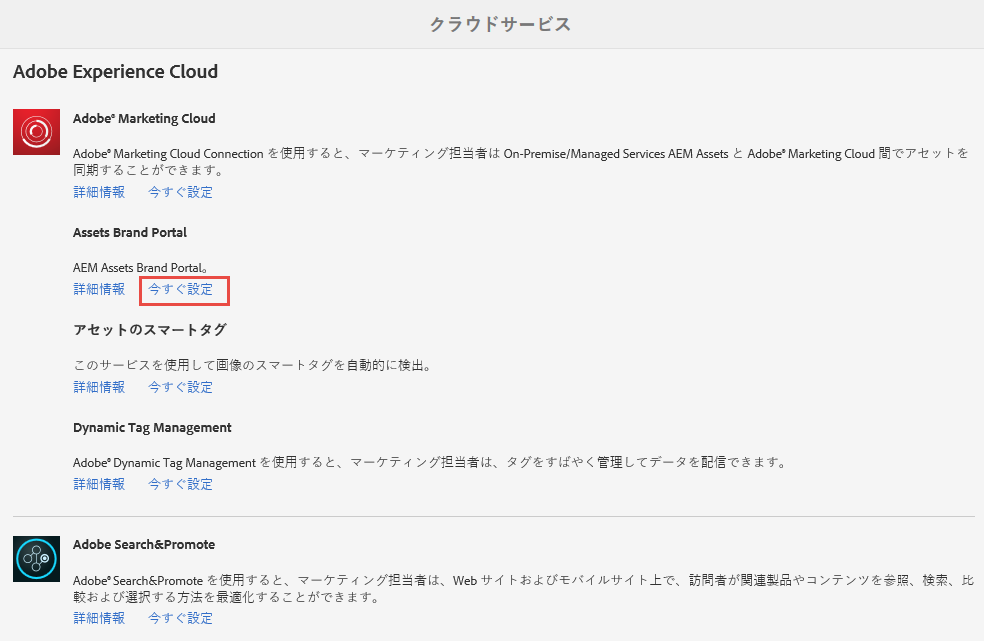 クラウドサービス
Adobe Experience Cloud
Adobe® Marketing Cloud
Adobe® Marketing Cloud Connection を使用すると、マーケティング担当者は On-Premise/Managed Services AEM Assets と Adobe® Marketing Cloud 間でアセットを
同期することができます。
詳細情報 今すぐ設定
Assets Brand Portal
AEM Assets Brand Portal。
詳細情報 今すぐ設定
アセットのスマートタグ
このサービスを使用して画像のスマートタグを自動的に検出。
詳細情報 今すぐ設定
Dynamic Tag Management
Adobe® Dynamic Tag Management を使用すると、マーケティング担当者は、タグをすばやく管理してデータを配信できます。
詳細情報 今すぐ設定
Adobe Search&Promote
Adobe® Search&Promote を使用すると、マーケティング担当者は、Web サイトおよびモバイルサイト上で、訪問者が関連製品やコンテンツを参照、検索、比
較および選択する方法を最適化することができます。
詳細情報 今すぐ設定